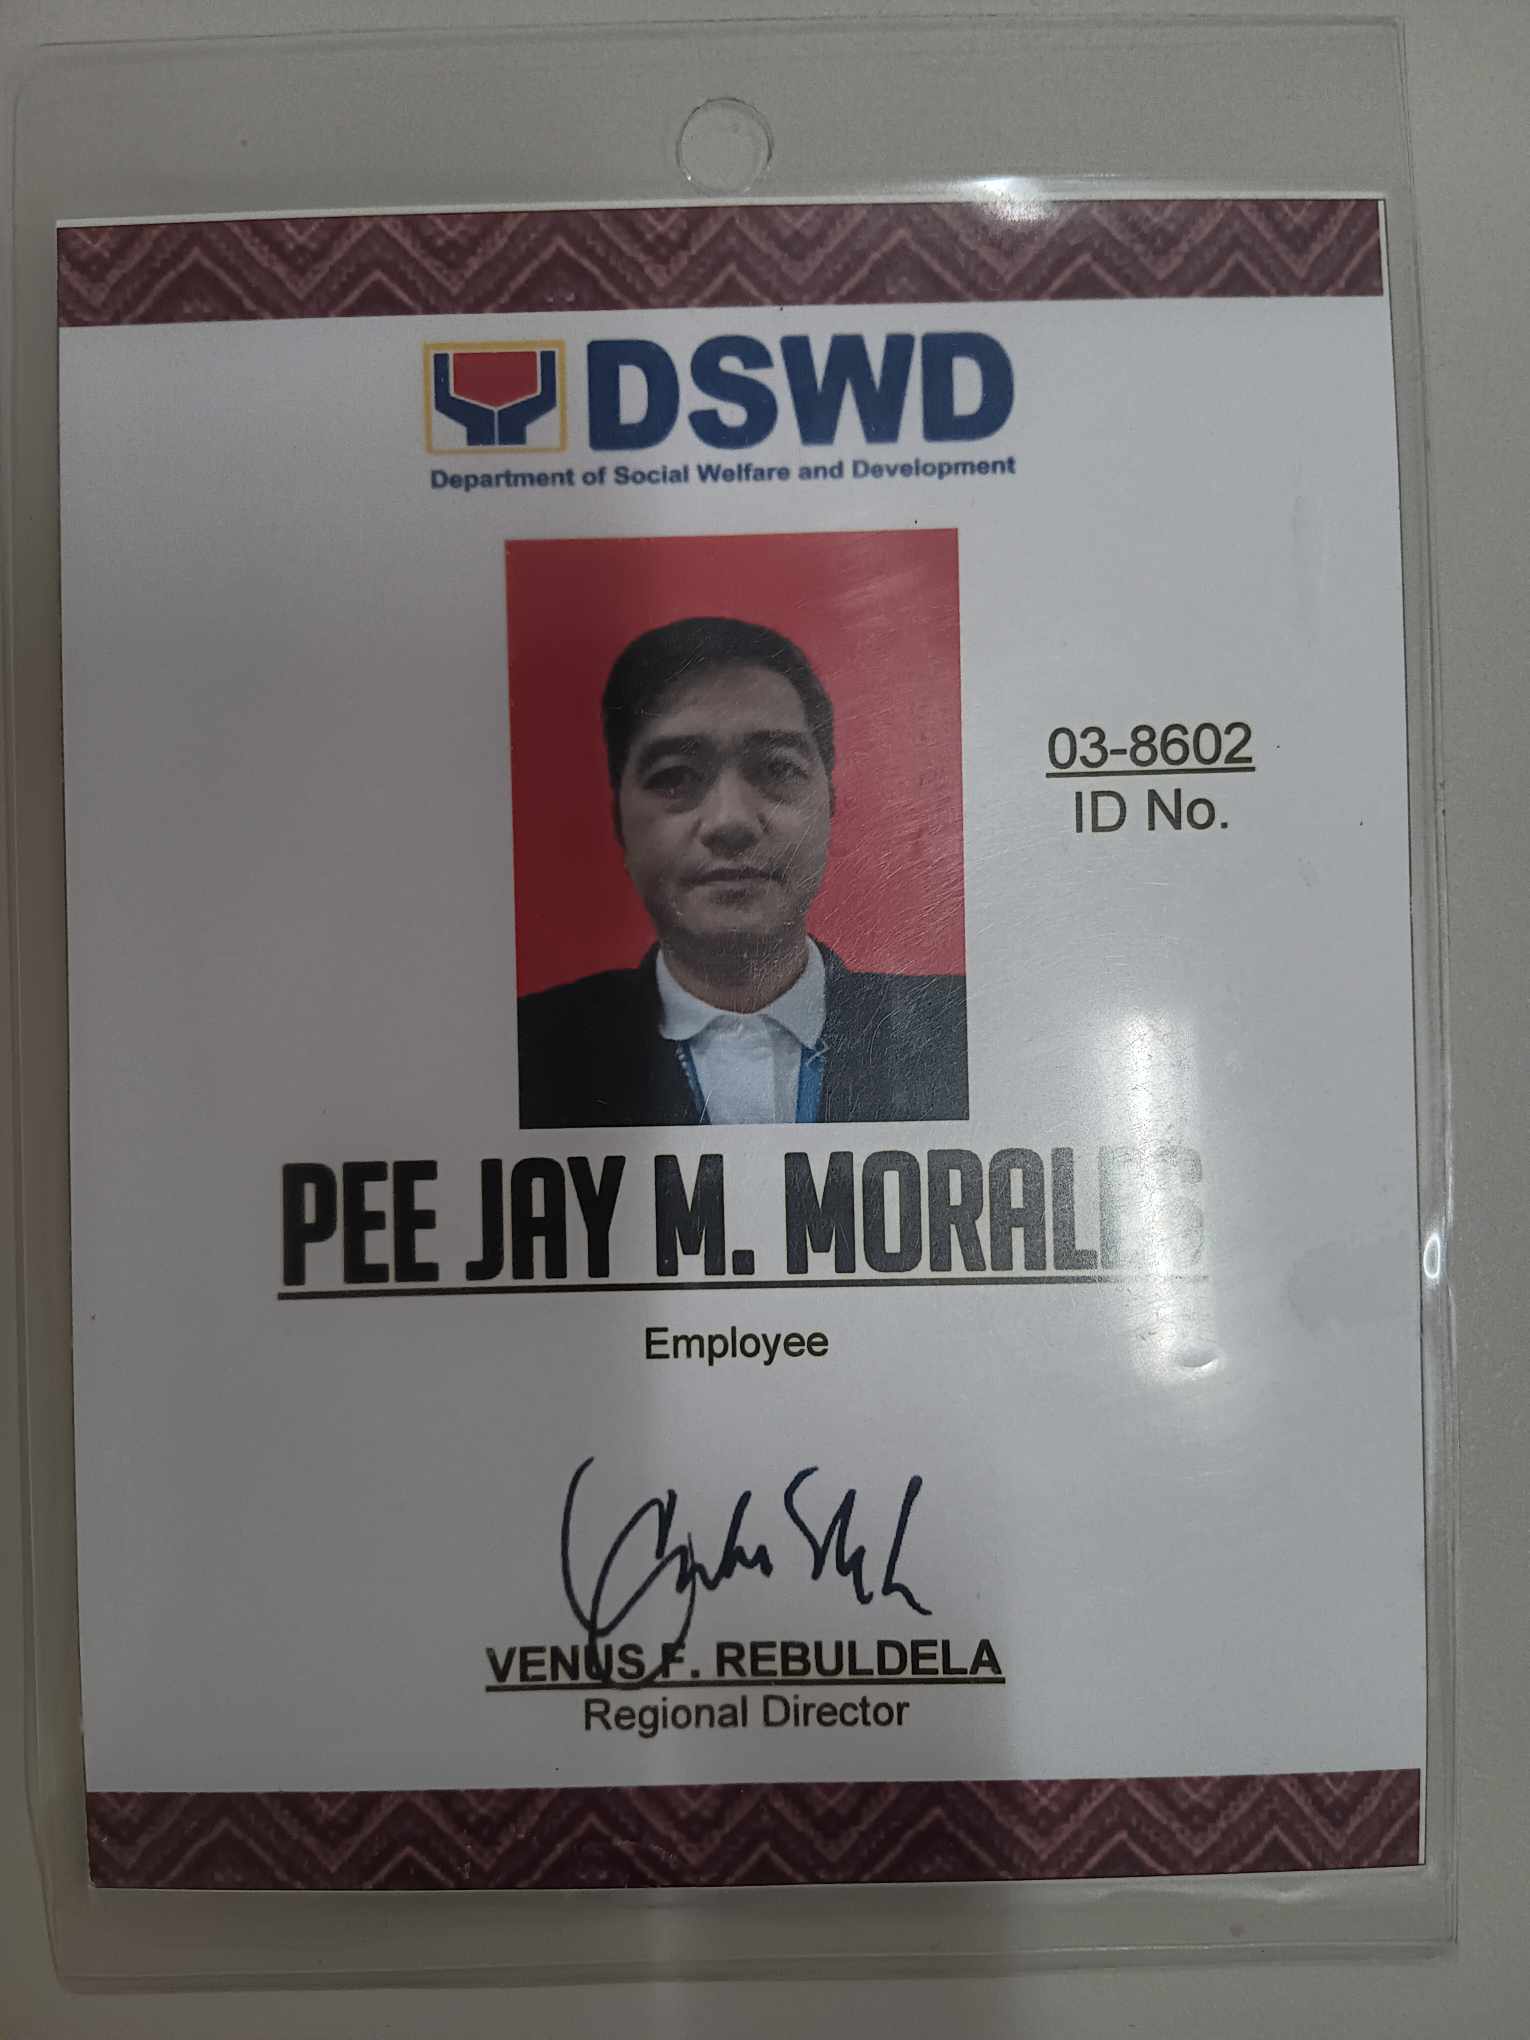 DSWD
Department of Social Welfare and Development
03-8602
ID No.
PEE JAY M. MORALES
Employee
VENUS F. REBULDELA
Regional Director